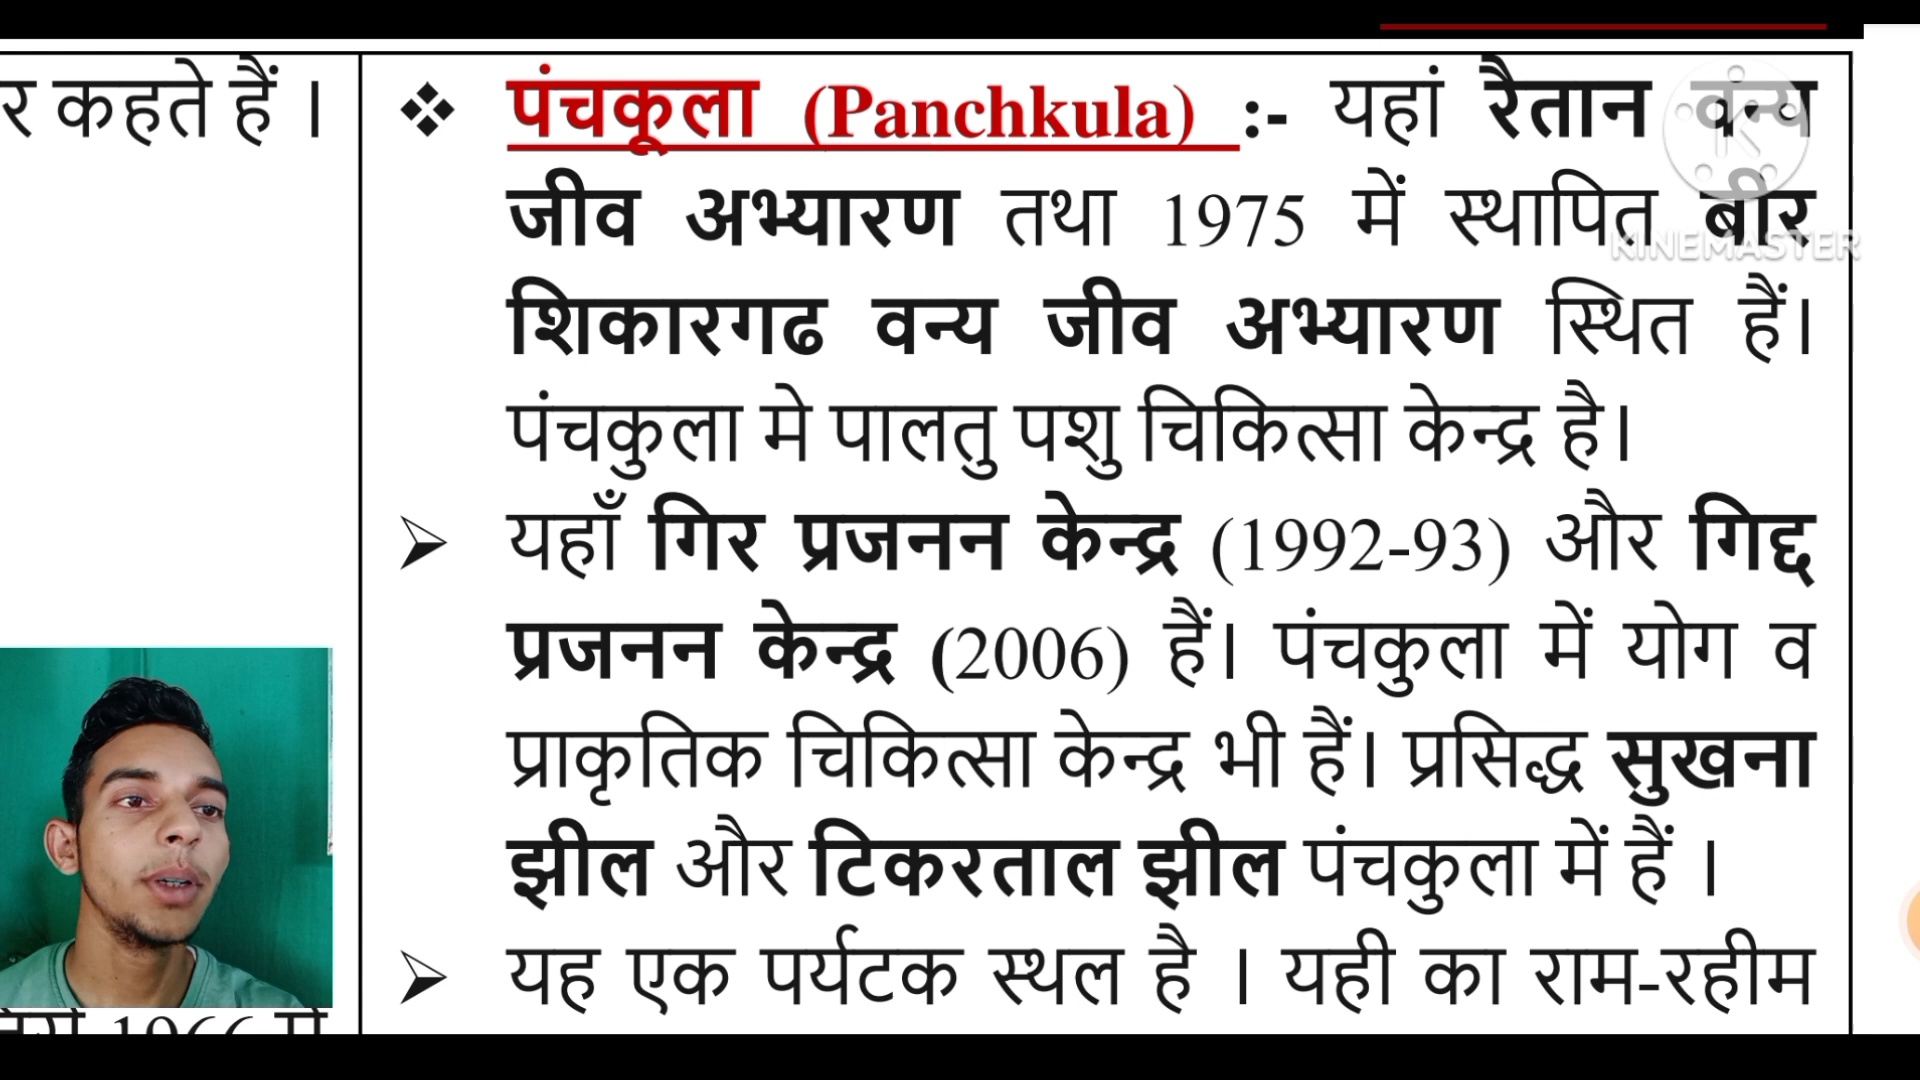 र कहते हैं ।
❖ पंचकूला (Panchkula) :- यहां रैतान वन्य
जीव अभ्यारण तथा 1975 में स्थापित बीर
शिकारगढ वन्य जीव अभ्यारण स्थित हैं।
पंचकुला मे पालतु पशु चिकित्सा केन्द्र है।
➢ यहाँ गिर प्रजनन केन्द्र (1992-93) और गिद्द
प्रजनन केन्द्र (2006) हैं। पंचकुला में योग व
प्राकृतिक चिकित्सा केन्द्र भी हैं। प्रसिद्ध सुखना
झील और टिकरताल झील पंचकुला में हैं ।
➢ यह एक पर्यटक स्थल है । यही का राम-रहीम
KINEMASTER